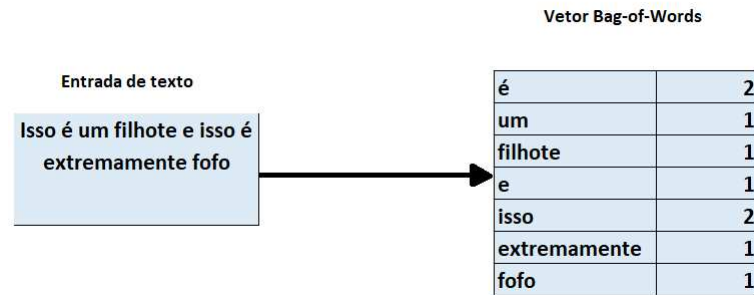 Vetor Bag-of-Words
Entrada de texto
Isso é um filhote e isso é
extremamente fofo
é 2
um 1
filhote 1
e 1
isso 2
extremamente 1
fofo 1